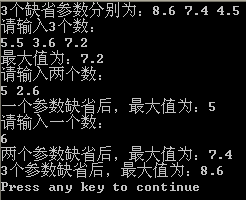 3个缺省参数分别为：8.6 7.4 4.5
请输入3个数：
5.5 3.6 7.2
最大值为：7.2
请输入两个数：
5 2.6
一个参数缺省后，最大值为：5
请输入一个数：
6
两个参数缺省后，最大值为：7.4
3个参数缺省后，最大值为：8.6
Press any key to continue